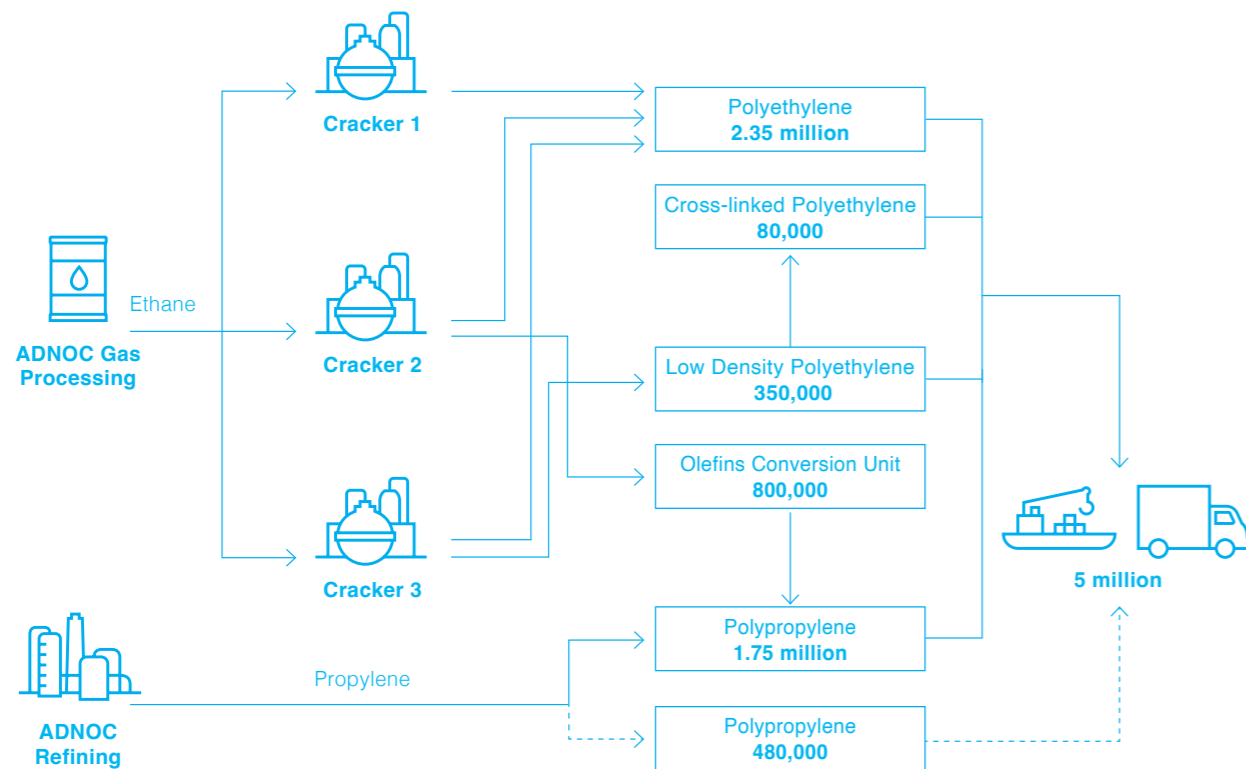 Cracker 1
Polyethylene
2.35 million
Cross-linked Polyethylene
80,000
Ethane
ADNOC Gas
Processing
Cracker 2
Low Density Polyethylene
350,000
Olefins Conversion Unit
800,000
Cracker 3
5 million
Polypropylene
1.75 million
Propylene
ADNOC
Refining
Polypropylene
480,000